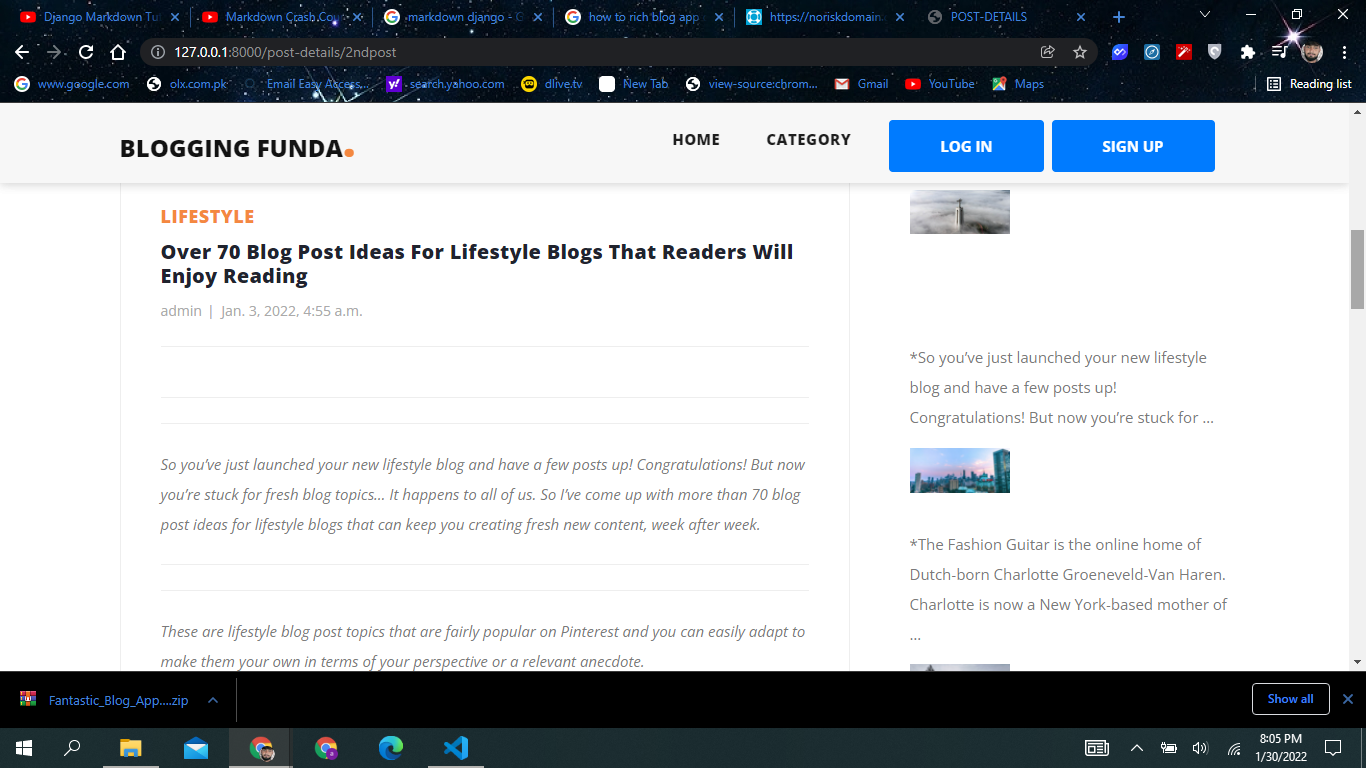 Django Markdown Tu
Markdown Crash Cou
markdown django - G
how to rich blog app
https://noriskdomain.
POST-DETAILS
127.0.0.1:8000/post-details/2ndpost
www.google.com
olx.com.pk
Email Easy Access...
search.yahoo.com
dlive.tv
New Tab
view-source:chrom...
Gmail
YouTube
Maps
Reading list
BLOGGING FUNDA.
HOME
CATEGORY
LOG IN
SIGN UP
LIFESTYLE
Over 70 Blog Post Ideas For Lifestyle Blogs That Readers Will
Enjoy Reading
admin | Jan. 3, 2022, 4:55 a.m.
So you’ve just launched your new lifestyle blog and have a few posts up! Congratulations! But now
you’re stuck for fresh blog topics… It happens to all of us. So I’ve come up with more than 70 blog
post ideas for lifestyle blogs that can keep you creating fresh new content, week after week.
These are lifestyle blog post topics that are fairly popular on Pinterest and you can easily adapt to
make them your own in terms of your perspective or a relevant anecdote.
*So you’ve just launched your new lifestyle
blog and have a few posts up!
Congratulations! But now you’re stuck for …
*The Fashion Guitar is the online home of
Dutch-born Charlotte Groeneveld-Van Haren.
Charlotte is now a New York-based mother of
…
Fantastic_Blog_App....zip
Show all
8:05 PM
1/30/2022